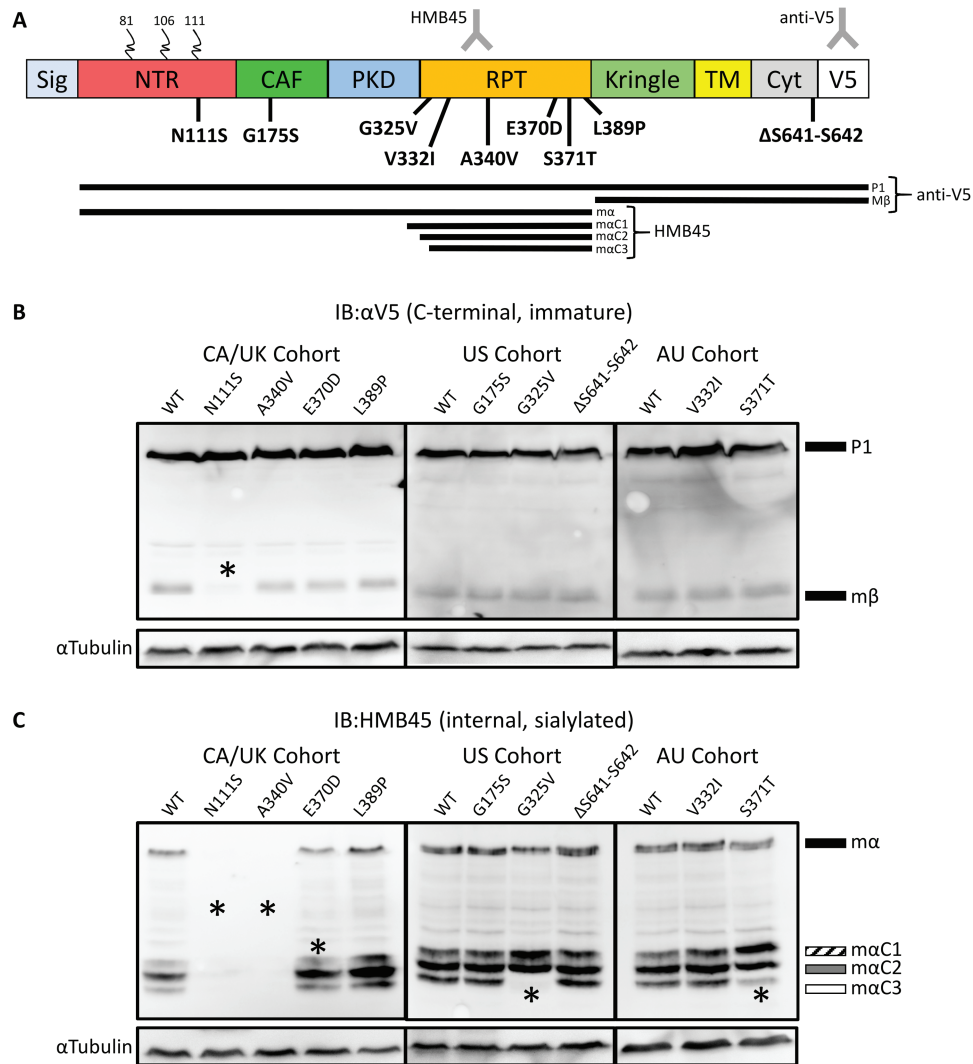 A
81 106 111 HMB45 anti-V5
Sig NTR CAF PKD RPT Kringle TM Cyt V5
N111S G175S G325V E370D L389P ΔS641-S642
V332I A340V S371T
P1
Mβ anti-V5
mα
mαC1
mαC2 HMB45
mαC3
B IB:αV5 (C-terminal, immature)
CA/UK Cohort US Cohort AU Cohort
WT N111S A340V E370D L389P WT G175S G325V ΔS641-S642 WT V332I S371T
P1
*
mβ
αTubulin
C IB:HMB45 (internal, sialylated)
CA/UK Cohort US Cohort AU Cohort
WT N111S A340V E370D L389P WT G175S G325V ΔS641-S642 WT V332I S371T
mα
* *
*
mαC1
mαC2
* * mαC3
αTubulin